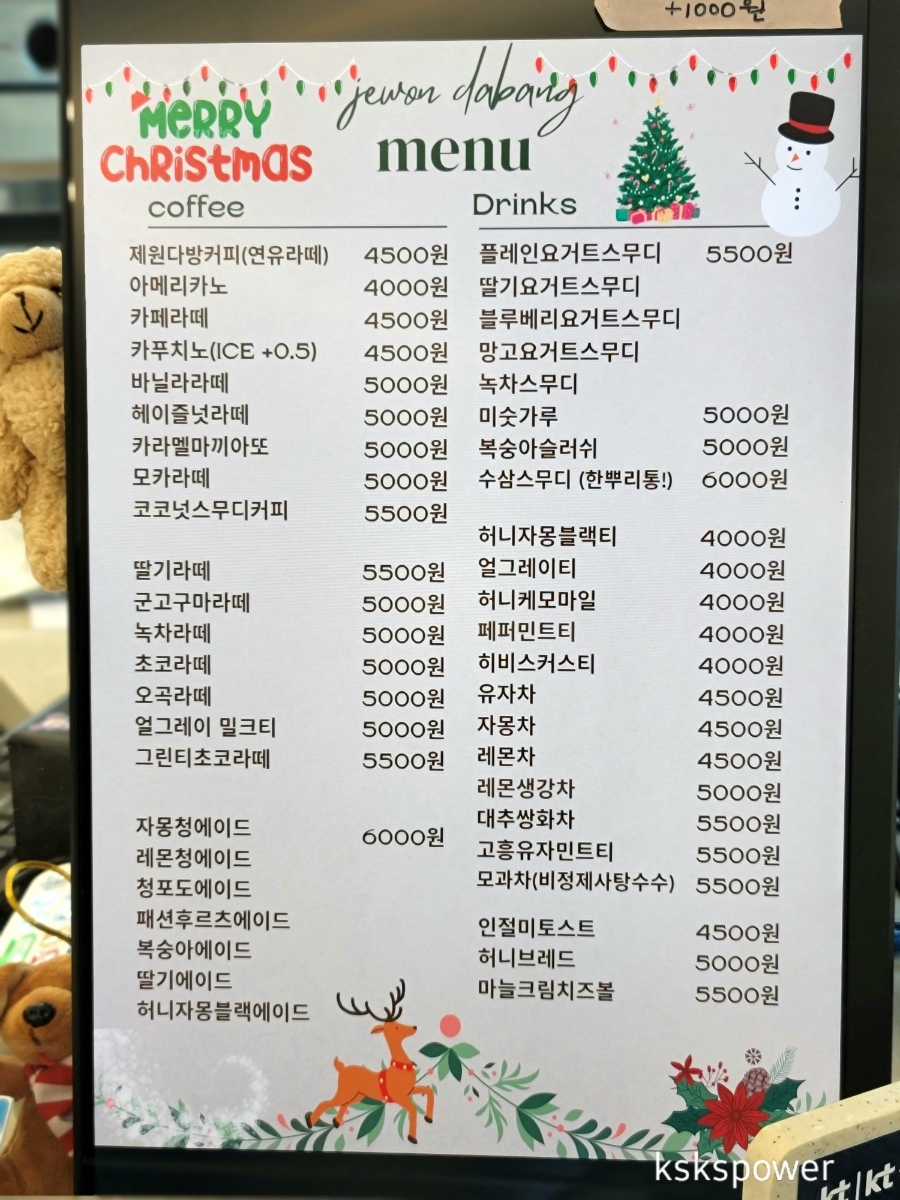 +1000원
jewon dabang
MERRY
Christmas
menu
coffee
제원다방커피(연유라떼) 4500원
아메리카노 4000원
카페라떼 4500원
카푸치노(ICE +0.5) 4500원
바닐라라떼 5000원
헤이즐넛라떼 5000원
카라멜마끼아또 5000원
모카라떼 5000원
코코넛스무디커피 5500원
딸기라떼 5500원
군고구마라떼 5000원
녹차라떼 5000원
초코라떼 5000원
오곡라떼 5000원
얼그레이 밀크티 5000원
그린티초코라떼 5500원
자몽청에이드 6000원
레몬청에이드
청포도에이드
패션후르츠에이드
복숭아에이드
딸기에이드
허니자몽블랙에이드
Drinks
플레인요거트스무디 5500원
딸기요거트스무디
블루베리요거트스무디
망고요거트스무디
녹차스무디
미숫가루 5000원
복숭아슬러쉬 5000원
수삼스무디 (한뿌리통!) 6000원
허니자몽블랙티 4000원
얼그레이티 4000원
허니케모마일 4000원
페퍼민트티 4000원
히비스커스티 4000원
유자차 4500원
자몽차 4500원
레몬차 4500원
레몬생강차 5000원
대추쌍화차 5500원
고흥유자민트티 5500원
모과차(비정제사탕수수) 5500원
인절미토스트 4500원
허니브레드 5000원
마늘크림치즈볼 5500원
kskspower
kt kt